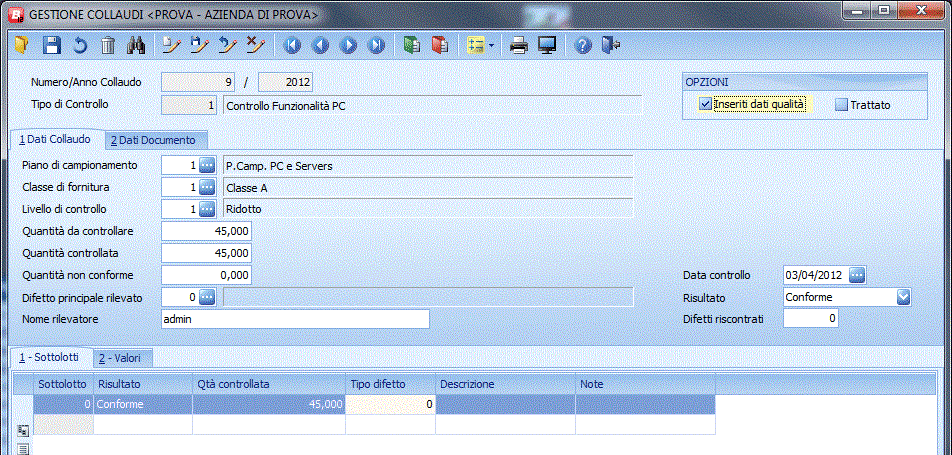 GESTIONE COLLAUDI <PROVA - AZIENDA DI PROVA>
Numero/Anno Collaudo 9 / 2012
Tipo di Controllo 1 Controllo Funzionalità PC
OPZIONI
Inseriti dati qualità Trattato
1 Dati Collaudo 2 Dati Documento
Piano di campionamento 1 P.Camp. PC e Servers
Classe di fornitura 1 Classe A
Livello di controllo 1 Ridotto
Quantità da controllare 45,000
Quantità controllata 45,000
Quantità non conforme 0,000
Data controllo 03/04/2012
Difetto principale rilevato 0
Risultato Conforme
Nome rilevatore admin
Difetti riscontrati 0
1 - Sottolotti 2 - Valori
Sottolotto Risultato Qtà controllata Tipo difetto Descrizione Note
0 Conforme 45,000 0